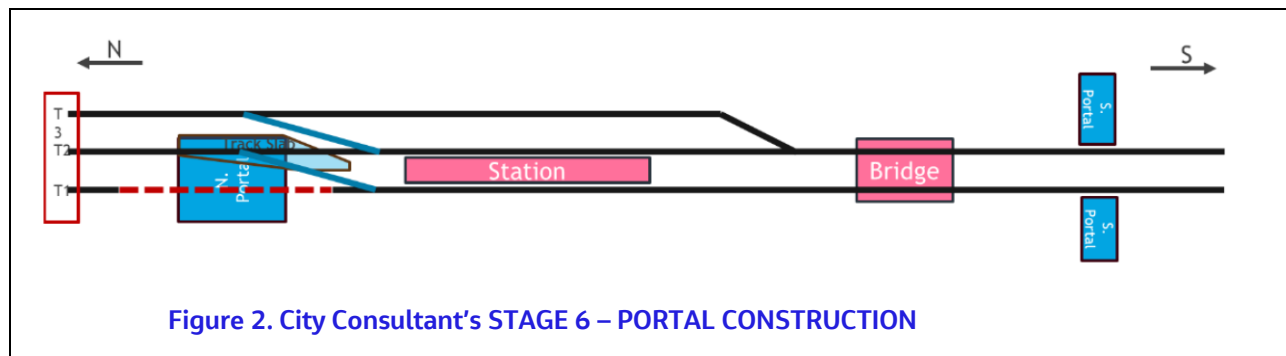 N
S
T
3
T2
T1
Track Slab
N.
Portal
Station
Bridge
S.
Portal
S.
Portal
Figure 2. City Consultant’s STAGE 6 – PORTAL CONSTRUCTION